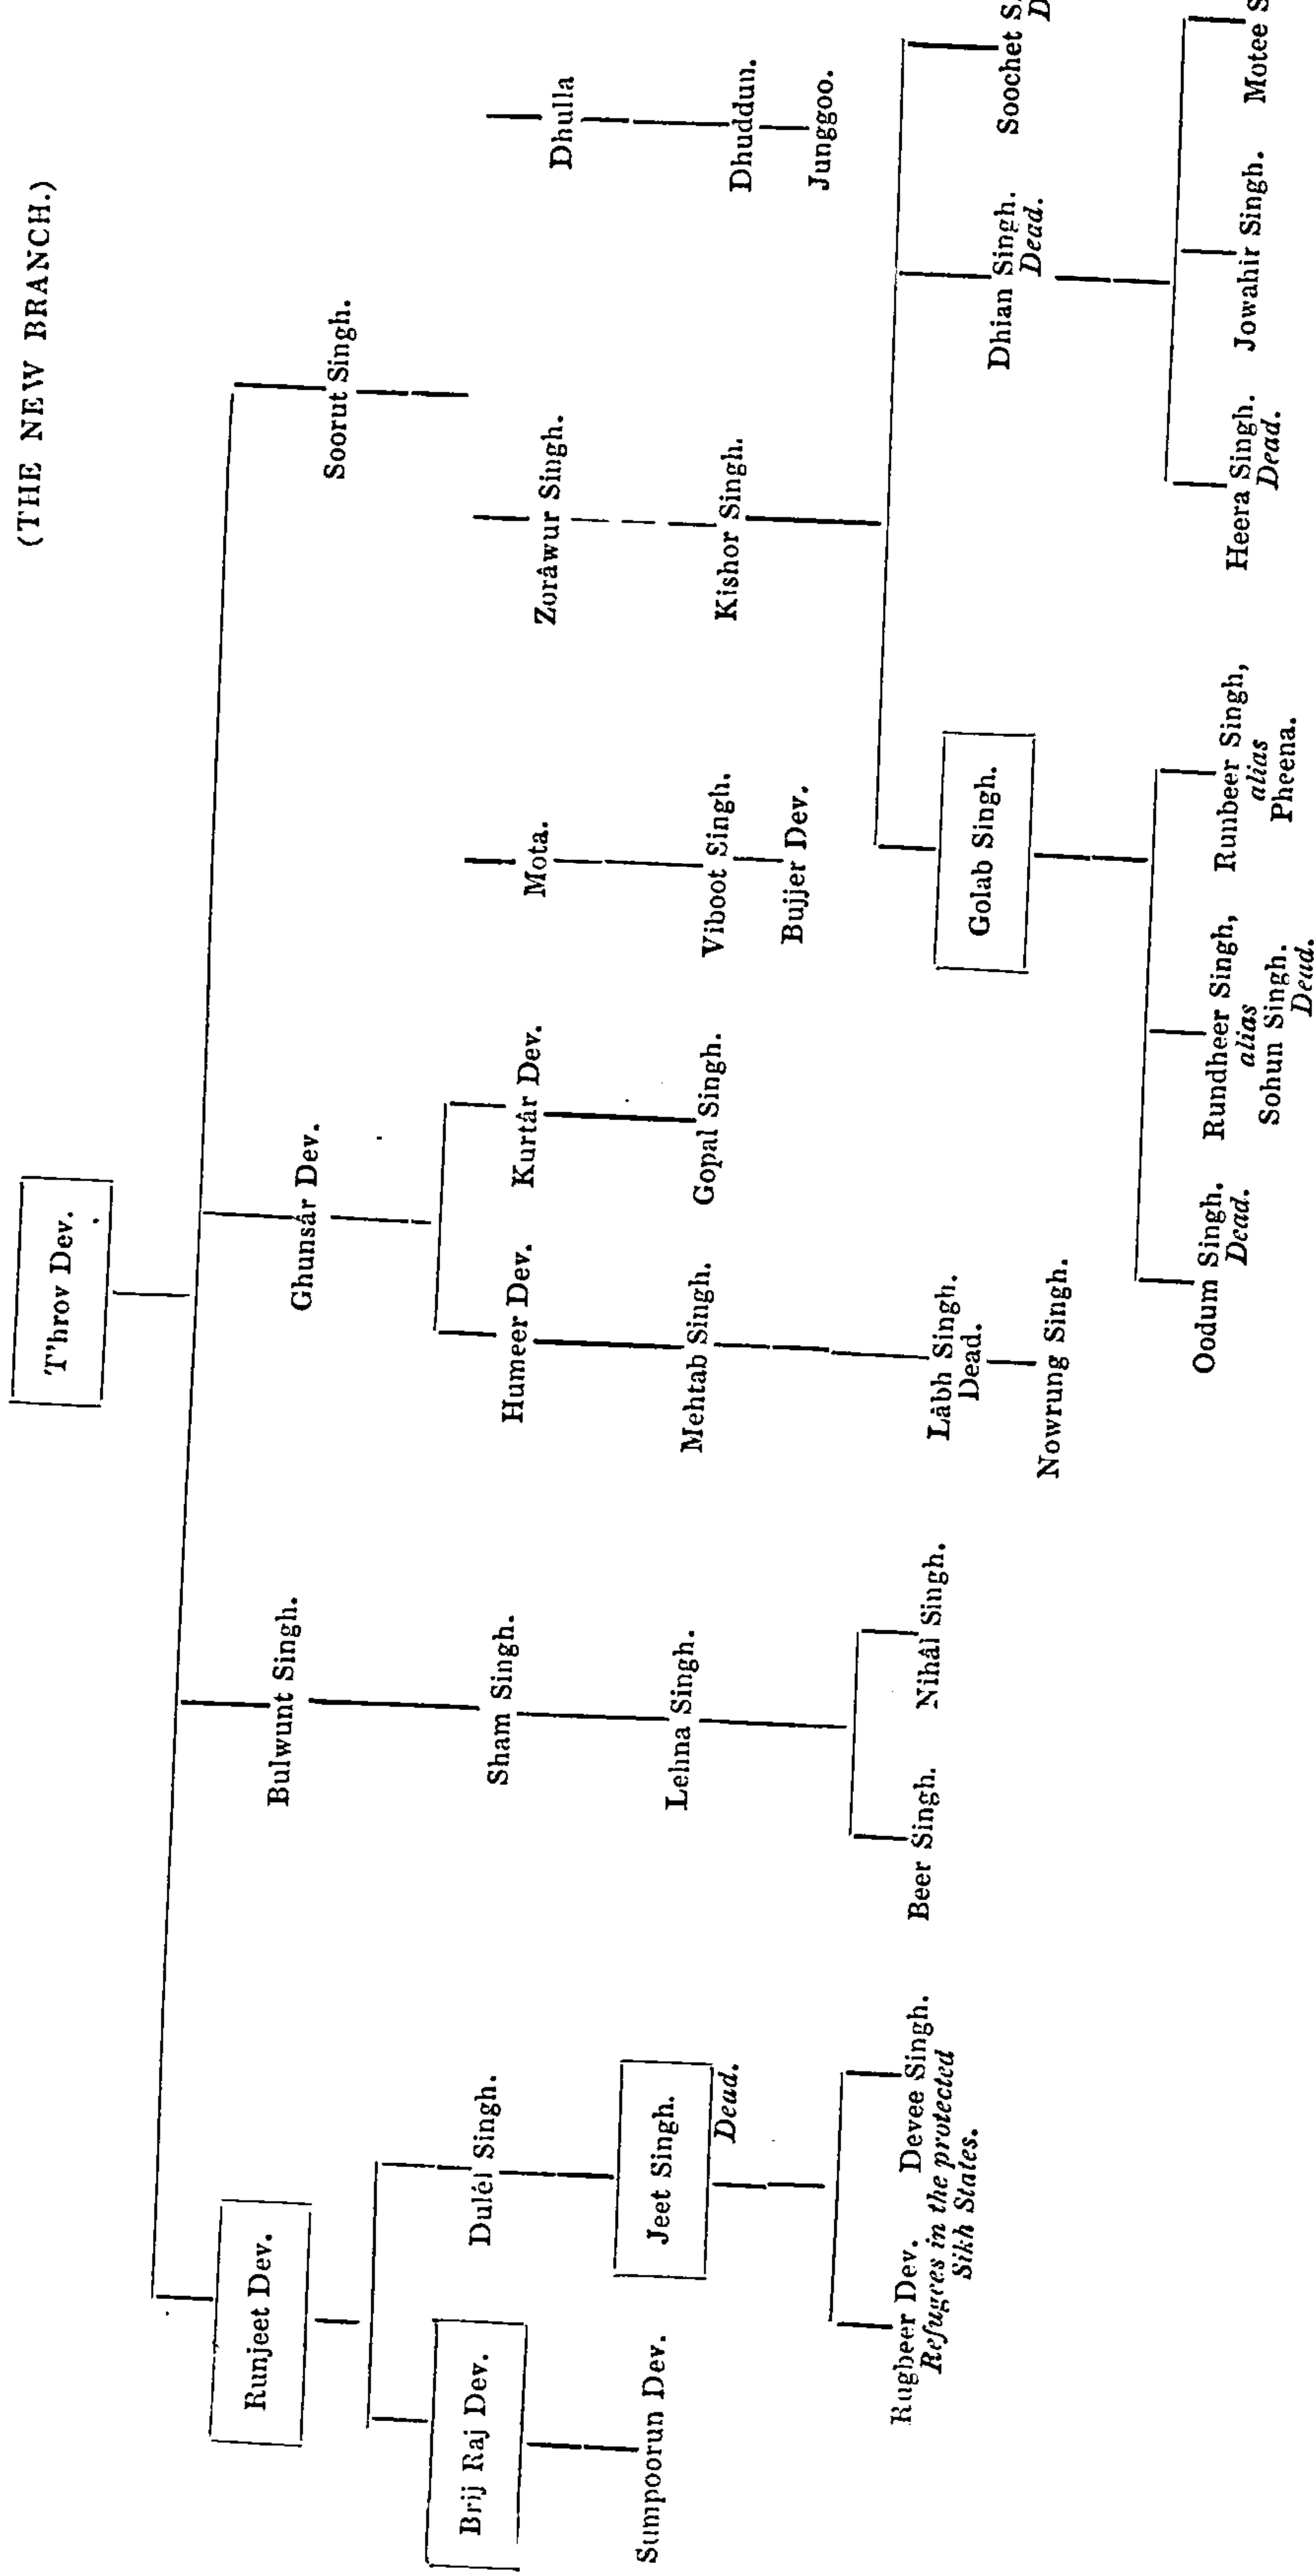 (THE NEW BRANCH.)
T'hrov Dev.
Runjeet Dev.
Bulwunt Singh.
Ghunsâr Dev.
Soorut Singh.
Brij Raj Dev.
Dulél Singh.
Sham Singh.
Humeer Dev.
Kurtâr Dev.
Mota.
Zorâwur Singh.
Dhulla
Sumpoorun Dev.
Jeet Singh.
Dead.
Lehna Singh.
Mehtab Singh.
Gopal Singh.
Viboot Singh.
Kishor Singh.
Dhuddun.
Bujjer Dev.
Junggoo.
Rugbeer Dev.
Devee Singh.
Refugees in the protected
Sikh States.
Beer Singh.
Nihâl Singh.
Lâbh Singh.
Dead.
Nowrung Singh.
Golab Singh.
Dhian Singh.
Dead.
Soochet S
D
Oodum Singh.
Dead.
Rundheer Singh,
alias
Sohun Singh.
Dead.
Runbeer Singh,
alias
Pheena.
Heera Singh.
Dead.
Jowahir Singh.
Motee S